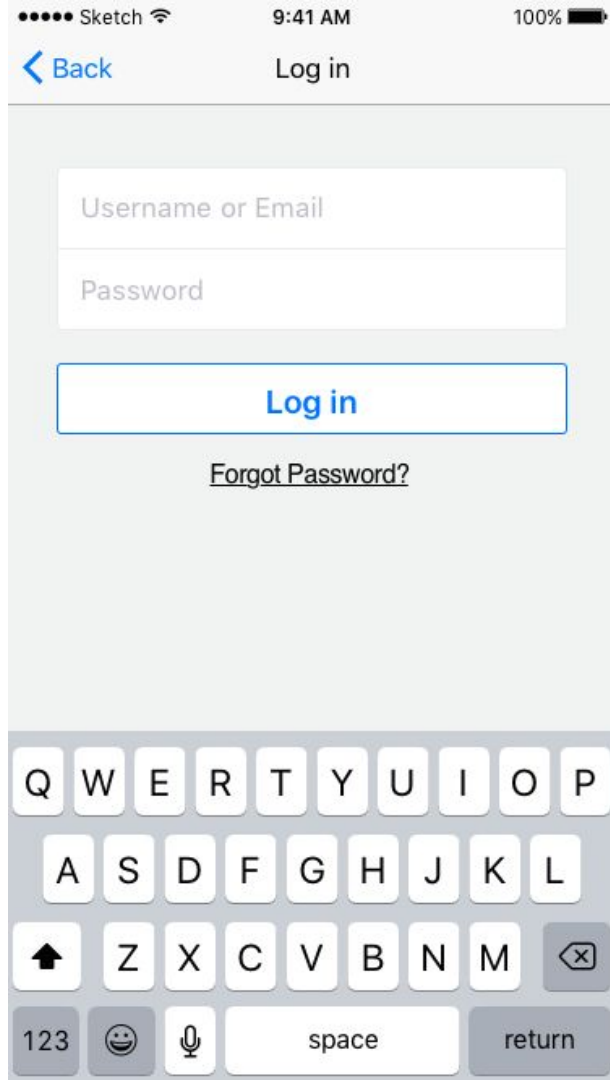 Sketch 9:41 AM 100%
Back Log in
Username or Email
Password
Log in
Forgot Password?
Q W E R T Y U I O P
A S D F G H J K L
Z X C V B N M
123 space return